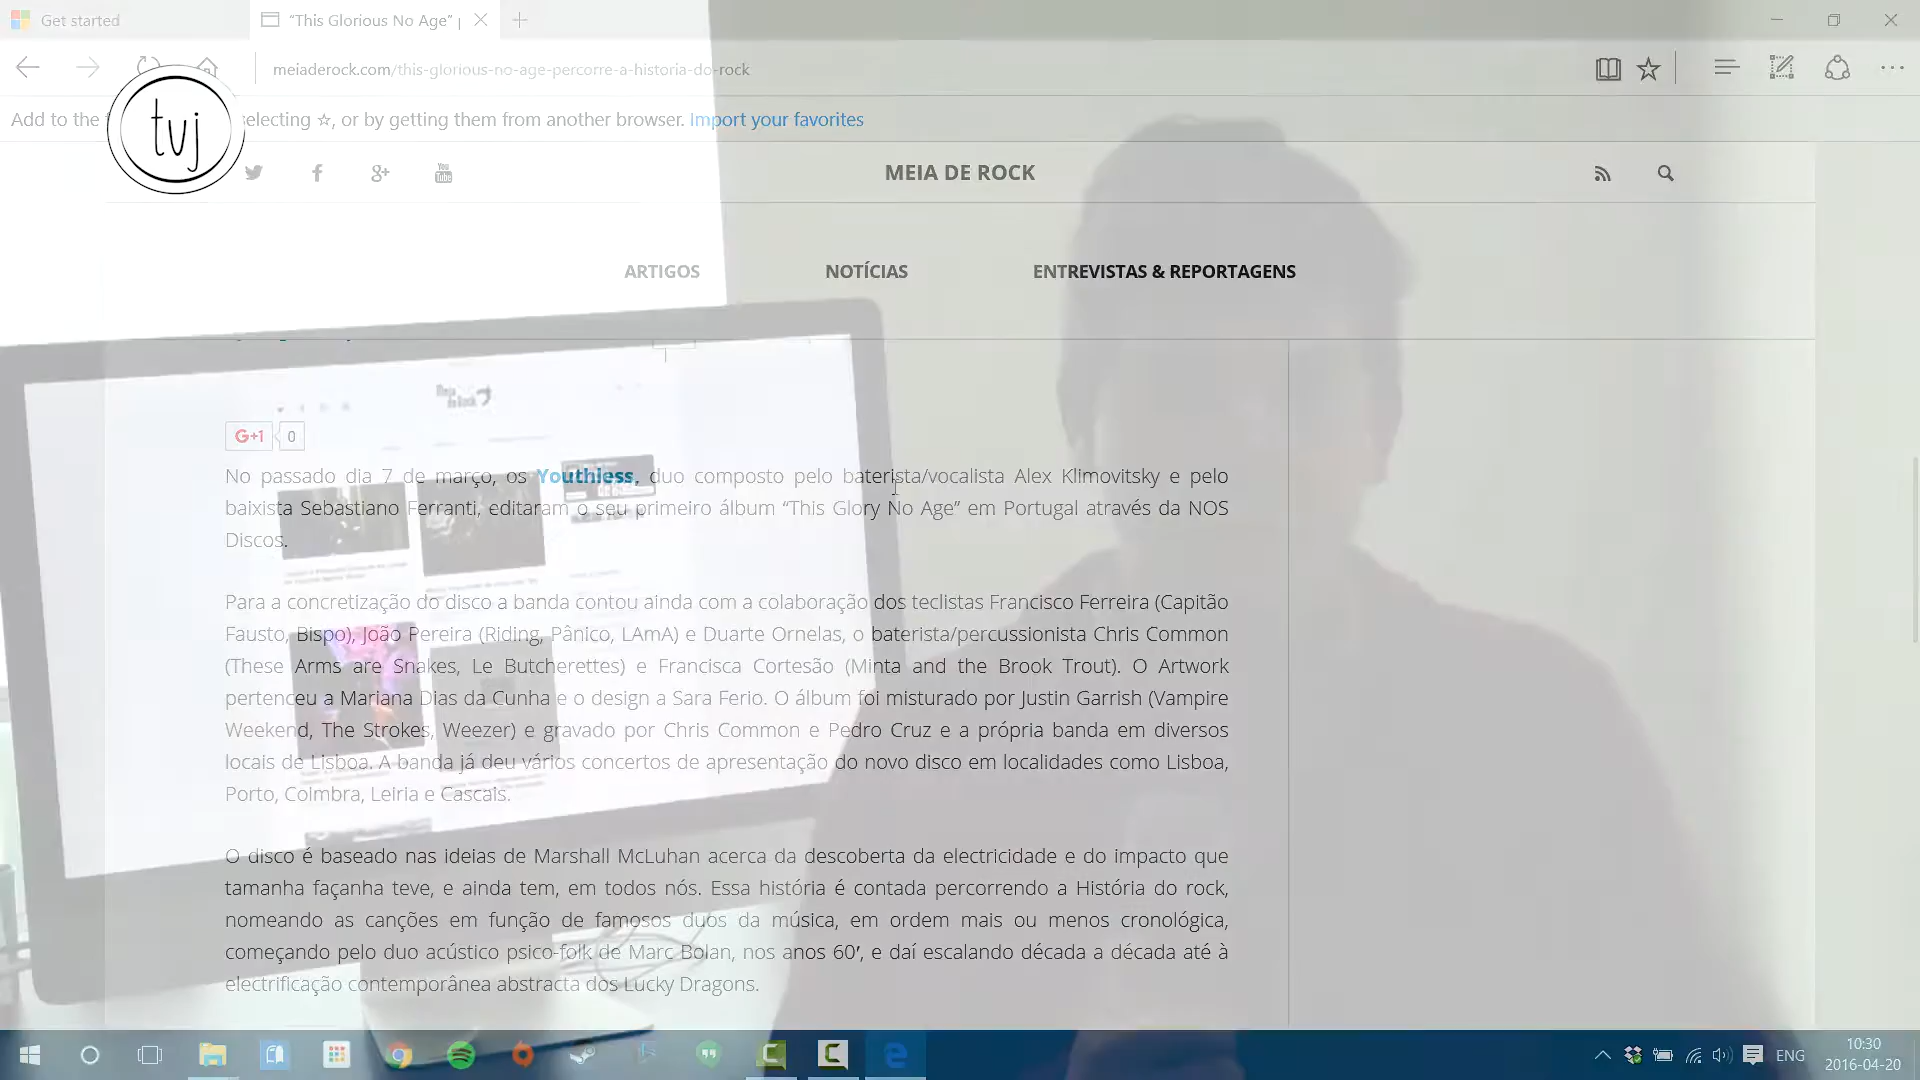 Get started
“This Glorious No Age” p
meiaderock.com/this-glorious-no-age-percorre-a-historia-do-rock
Add to the
electing ☆, or by getting them from another browser. Import your favorites
tvj
You Tube
MEIA DE ROCK
ARTIGOS NOTÍCIAS ENTREVISTAS & REPORTAGENS
G+1 0
No passado dia 7 de março, os Youthless, duo composto pelo baterista/vocalista Alex Klimovitsky e pelo
baixista Sebastiano Ferranti, editaram o seu primeiro álbum “This Glory No Age” em Portugal através da NOS
Discos.
Para a concretização do disco a banda contou ainda com a colaboração dos teclistas Francisco Ferreira (Capitão
Fausto, Bispo), João Pereira (Riding, Pânico, LAmA) e Duarte Ornelas, o baterista/percussionista Chris Common
(These Arms are Snakes, Le Butcherettes) e Francisca Cortesão (Minta and the Brook Trout). O Artwork
pertenceu a Mariana Dias da Cunha e o design a Sara Ferio. O álbum foi misturado por Justin Garrish (Vampire
Weekend, The Strokes, Weezer) e gravado por Chris Common e Pedro Cruz e a própria banda em diversos
locais de Lisboa. A banda já deu vários concertos de apresentação do novo disco em localidades como Lisboa,
Porto, Coimbra, Leiria e Cascais.
O disco é baseado nas ideias de Marshall McLuhan acerca da descoberta da electricidade e do impacto que
tamanha façanha teve, e ainda tem, em todos nós. Essa história é contada percorrendo a História do rock,
nomeando as canções em função de famosos duos da música, em ordem mais ou menos cronológica,
começando pelo duo acústico psico-folk de Marc Bolan, nos anos 60′, e daí escalando década a década até à
electrificação contemporânea abstracta dos Lucky Dragons.
ENG
10:30
2016-04-20